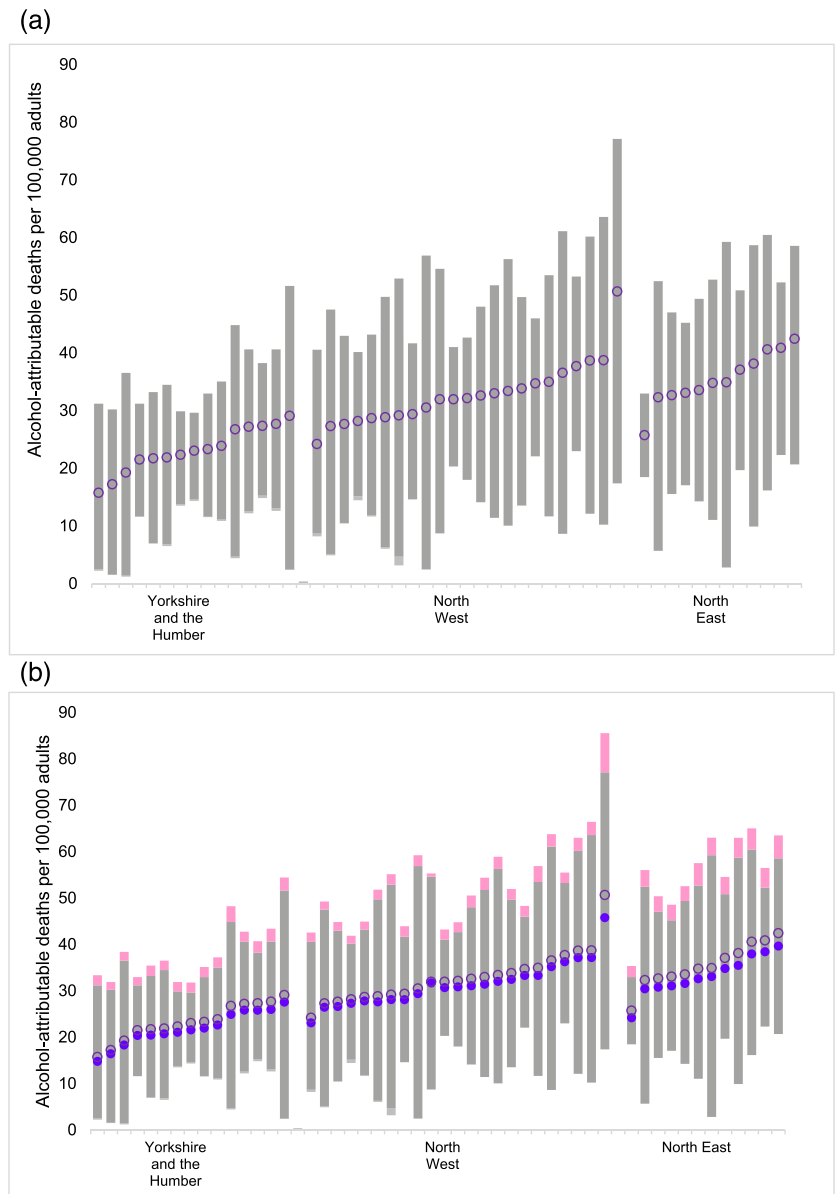 (a)
Alcohol-attributable deaths per 100,000 adults
90
80
70
60
50
40
30
20
10
0
Yorkshire
and the
Humber
North
West
North
East
(b)
Alcohol-attributable deaths per 100,000 adults
90
80
70
60
50
40
30
20
10
0
Yorkshire
and the
Humber
North
West
North East